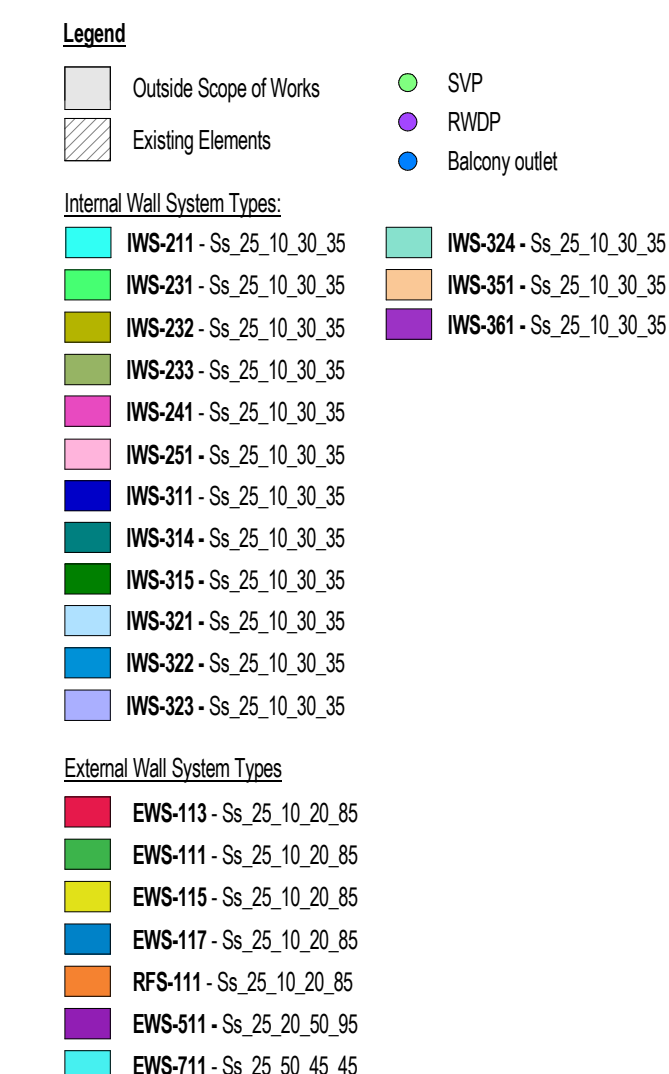 Legend
Outside Scope of Works
Existing Elements
SVP
RWDP
Balcony outlet
Internal Wall System Types:
IWS-211 - Ss_25_10_30_35
IWS-231 - Ss_25_10_30_35
IWS-232 - Ss_25_10_30_35
IWS-233 - Ss_25_10_30_35
IWS-241 - Ss_25_10_30_35
IWS-251 - Ss_25_10_30_35
IWS-311 - Ss_25_10_30_35
IWS-314 - Ss_25_10_30_35
IWS-315 - Ss_25_10_30_35
IWS-321 - Ss_25_10_30_35
IWS-322 - Ss_25_10_30_35
IWS-323 - Ss_25_10_30_35
IWS-324 - Ss_25_10_30_35
IWS-351 - Ss_25_10_30_35
IWS-361 - Ss_25_10_30_35
External Wall System Types
EWS-113 - Ss_25_10_20_85
EWS-111 - Ss_25_10_20_85
EWS-115 - Ss_25_10_20_85
EWS-117 - Ss_25_10_20_85
RFS-111 - Ss_25_10_20_85
EWS-511 - Ss_25_20_50_95
EWS-711 - Ss_25_50_45_45